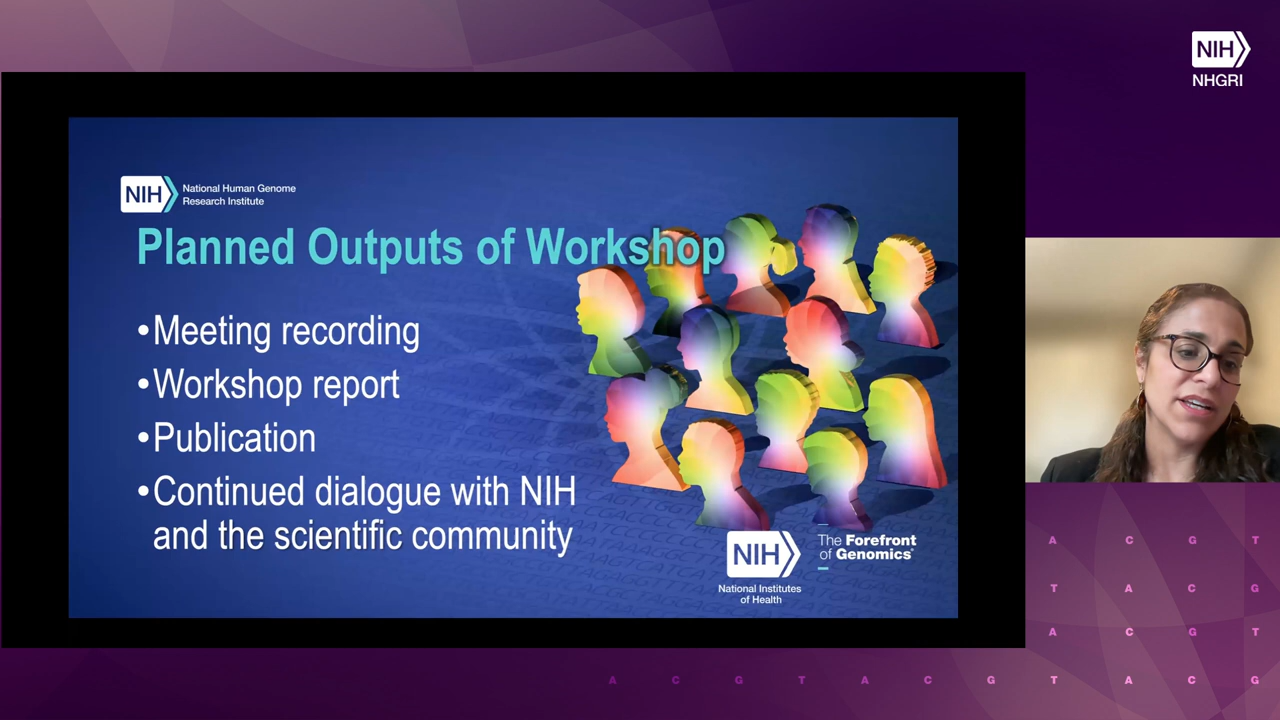 NIH
NHGRI
NIH
National Human Genome
Research Institute
Planned Outputs of Workshop
•Meeting recording
•Workshop report
•Publication
•Continued dialogue with NIH
and the scientific community
NIH
National Institutes
of Health
The Forefront
of Genomics®
A C G T
T A C G
A C G T
A C G T A C G T A C G